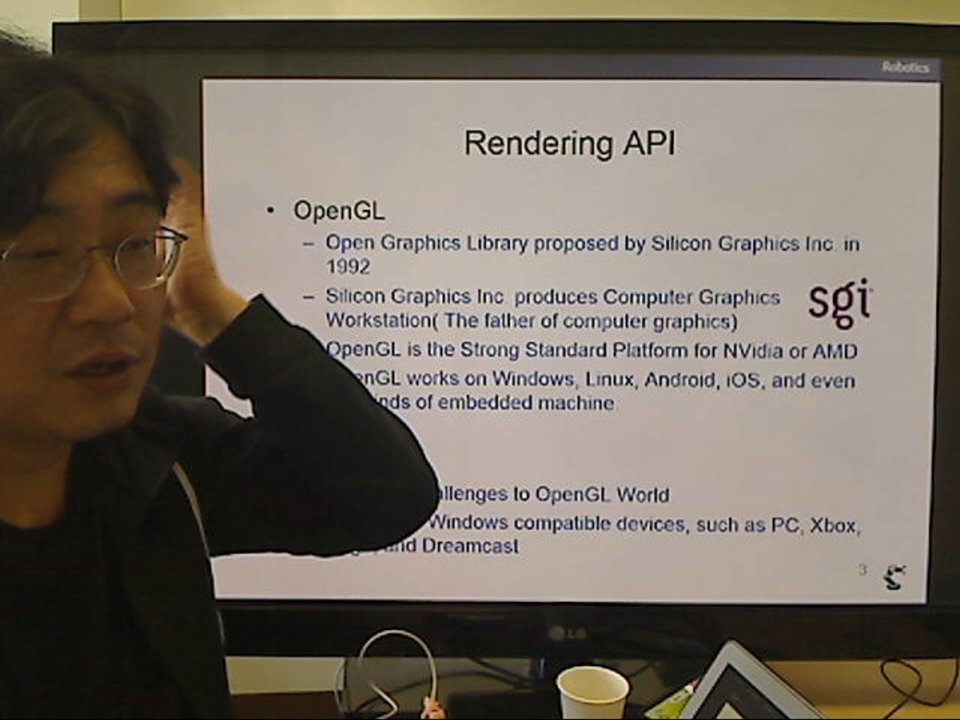 Robotics
Rendering API
• OpenGL
– Open Graphics Library proposed by Silicon Graphics Inc. in
1992
– Silicon Graphics Inc. produces Computer Graphics
Workstation( The father of computer graphics)
sgi
OpenGL is the Strong Standard Platform for NVidia or AMD
works on Windows, Linux, Android, iOS, and even
of embedded machine
to OpenGL World
Windows compatible devices, such as PC, Xbox,
and Dreamcast
3
LG